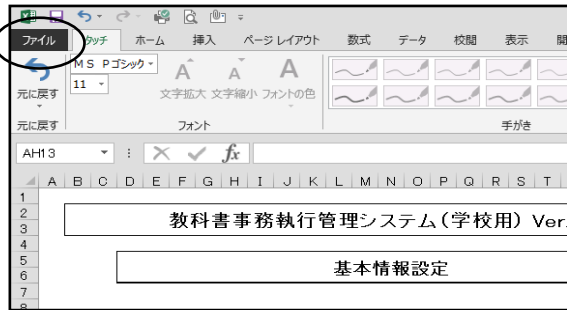 ファイル タッチ ホーム 挿入 ページ レイアウト 数式 データ 校閲 表示 開
元に戻す MS Pゴシック 11 文字拡大 文字縮小 フォントの色
元に戻す フォント 手がき
AH13 fx
A B C D E F G H I J K L M N O P Q R S T
1
2
教科書事務執行管理システム(学校用) Ver.
3
4
5
基本情報設定
6
7
8